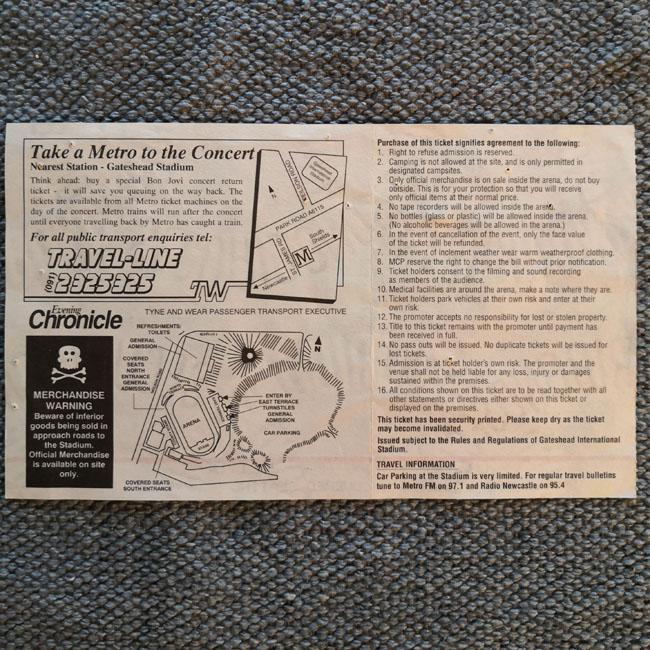 Take a Metro to the Concert
Nearest Station - Gateshead Stadium
Think ahead: buy a special Bon Jovi concert return
ticket - it will save you queuing on the way back. The
tickets are available from all Metro ticket machines on
the day of the concert. Metro trains will run after the
concert until everyone travelling back by Metro has caught a train.
For all public transport enquiries tel:
TRAVEL-LINE
(091) 2325325
TW
TYNE AND WEAR PASSENGER TRANSPORT EXECUTIVE
N
PARK ROAD A6115
South Shields
M
Newcastle
Evening
Chronicle
MERCHANDISE
WARNING
Beware of inferior
goods being sold in
approach roads to
the Stadium.
Official Merchandise
is available on site
only.
REFRESHMENTS/
TOILETS
GENERAL
ADMISSION
COVERED
SEATS
NORTH
ENTRANCE
GENERAL
ADMISSION
N
ARENA
STAGE
ENTER BY
EAST TERRACE
TURNSTILES
GENERAL
ADMISSION
CAR PARKING
COVERED SEATS
SOUTH ENTRANCE
Purchase of this ticket signifies agreement to the following:
1. Right to refuse admission is reserved.
2. Camping is not allowed at the site, and is only permitted in
designated campsites.
3. Only official merchandise is on sale inside the arena, do not buy
outside. This is for your protection so that you will receive
only official items at their normal price.
4. No tape recorders will be allowed inside the arena.
5. No bottles (glass or plastic) will be allowed inside the arena.
(No alcoholic beverages will be allowed in the arena.)
6. In the event of cancellation of the event, only the face value
of the ticket will be refunded.
7. In the event of inclement weather wear warm weatherproof clothing.
8. MCP reserve the right to change the bill without prior notification.
9. Ticket holders consent to the filming and sound recording
as members of the audience.
10. Medical facilities are around the arena, make a note where they are.
11. Ticket holders park vehicles at their own risk and enter at their
own risk.
12. The promoter accepts no responsibility for lost or stolen property.
13. Title to this ticket remains with the promoter until payment has
been received in full.
14. No pass outs will be issued. No duplicate tickets will be issued for
lost tickets.
15. Admission is at ticket holder's own risk. The promoter and the
venue shall not be held liable for any loss, injury or damages
sustained within the premises.
16. All conditions shown on this ticket are to be read together with all
other statements or directives either shown on this ticket or
displayed on the premises.
This ticket has been security printed. Please keep dry as the ticket
may become invalidated.
Issued subject to the Rules and Regulations of Gateshead International
Stadium.
TRAVEL INFORMATION
Car Parking at the Stadium is very limited. For regular travel bulletins
tune to Metro FM on 97.1 and Radio Newcastle on 95.4